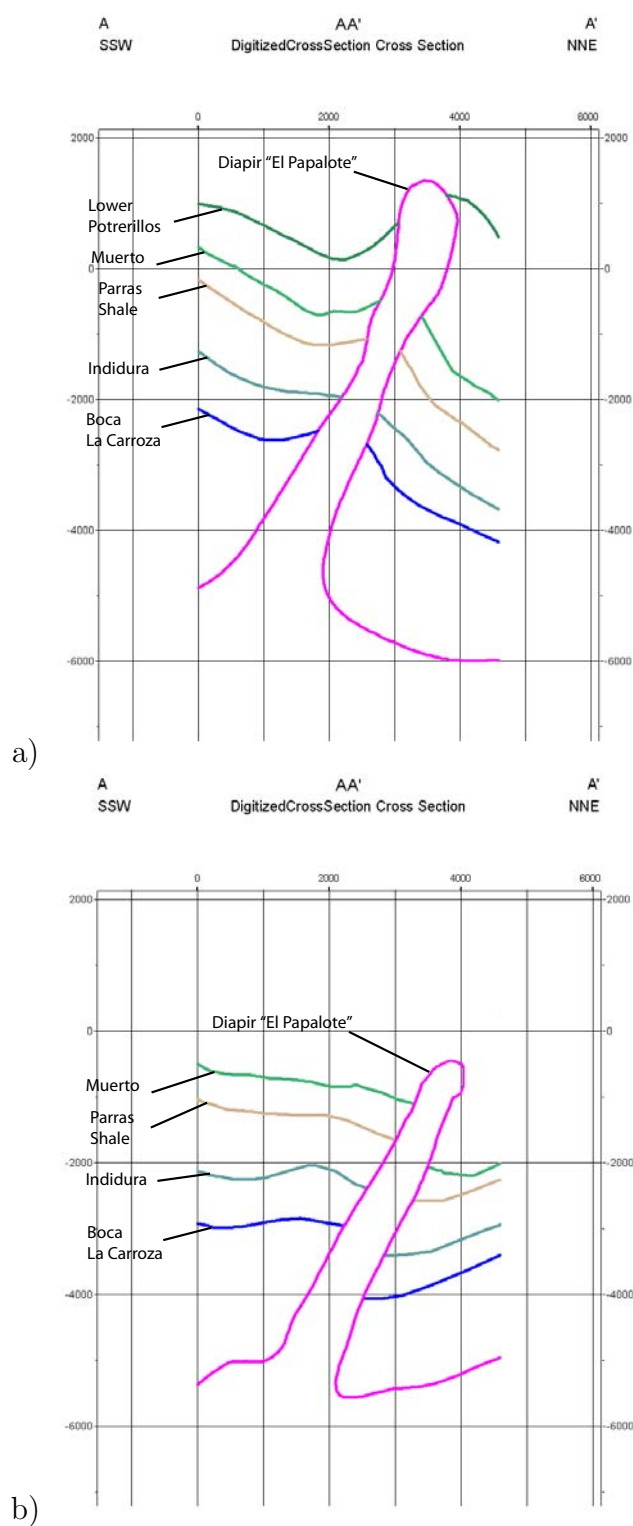 A AA' A'
SSW DigitizedCrossSection Cross Section NNE
0 2000 4000 6000
2000 2000
Diapir "El Papalote"
Lower
Potrerillos
Muerto
0 0
Parras
Shale
Indidura
-2000 -2000
Boca
La Carroza
-4000 -4000
-6000 -6000
a)
A AA' A'
SSW DigitizedCrossSection Cross Section NNE
0 2000 4000 6000
2000 -2000
Diapir "El Papalote"
0 0
Muerto
Parras
Shale
-2000 -2000
Indidura
Boca
La Carroza
-4000 -4000
-6000 -6000
b)